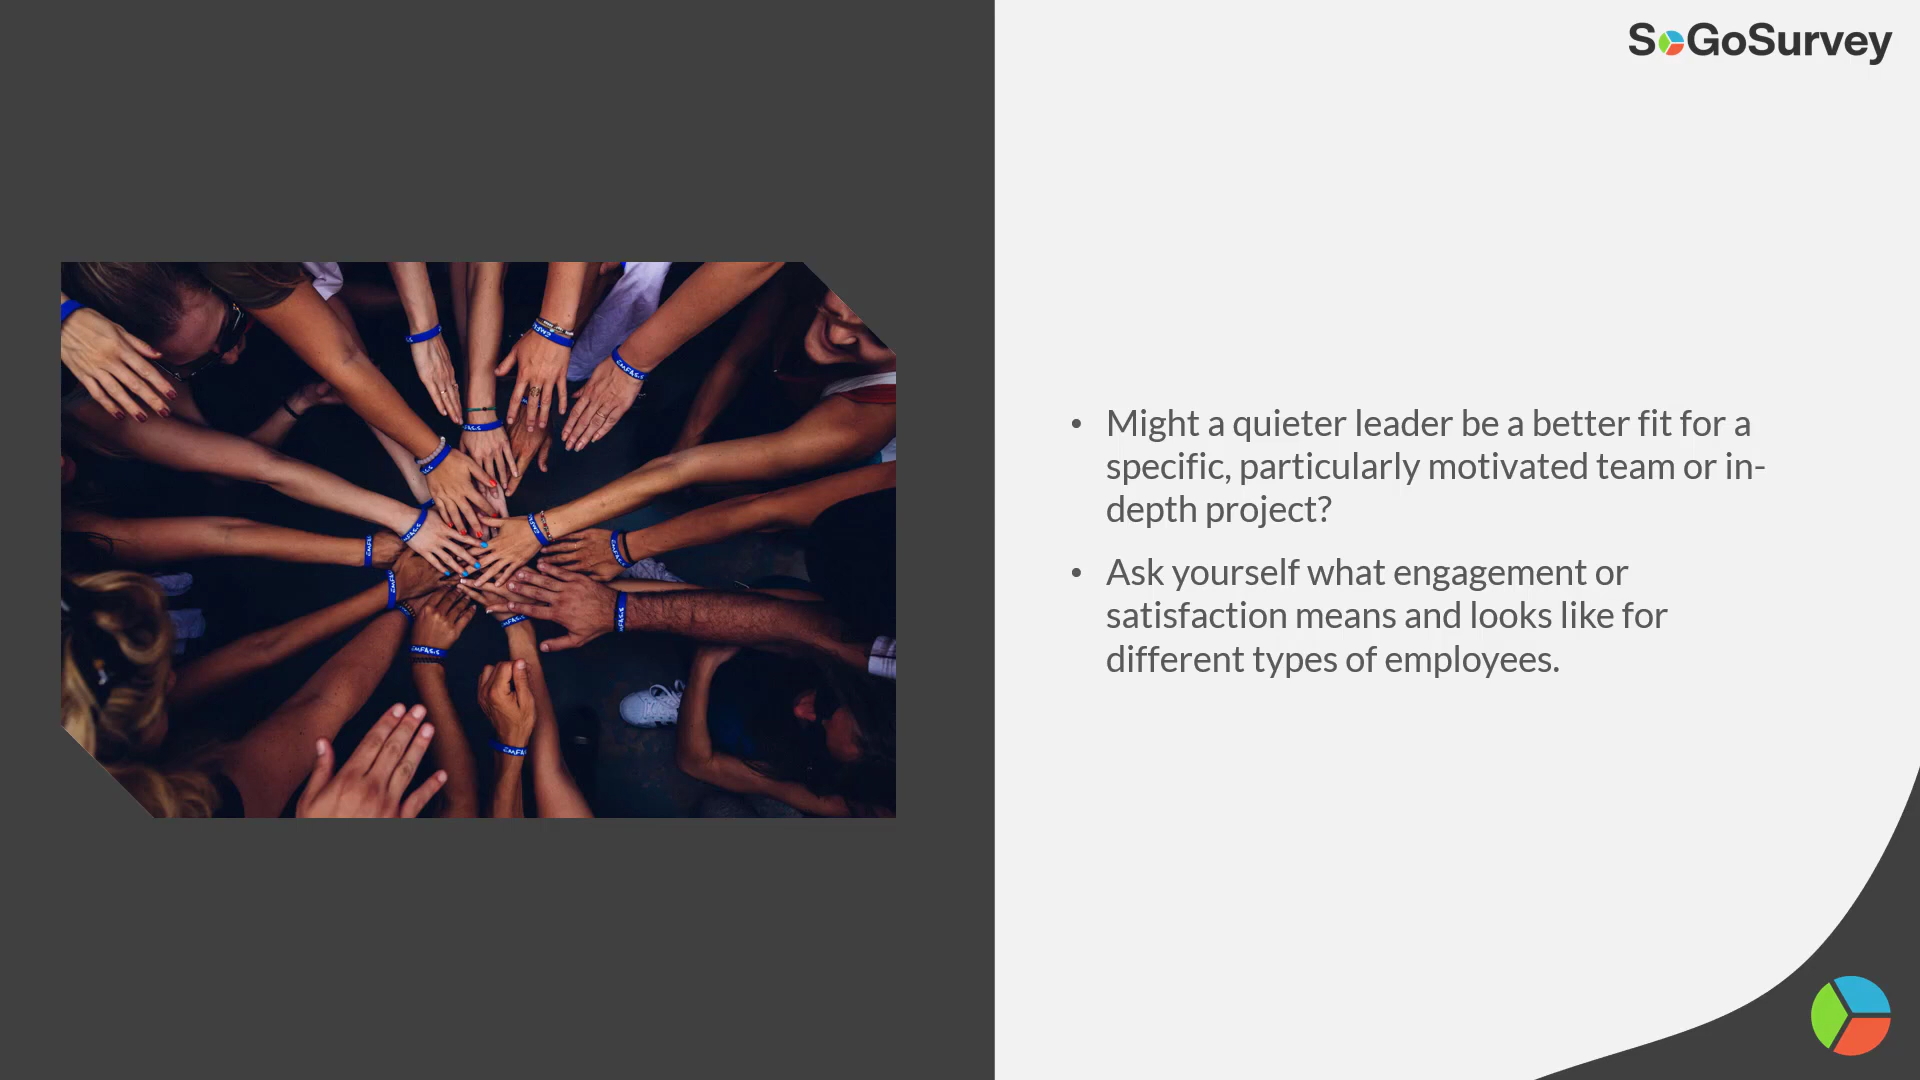 SoGoSurvey
• Might a quieter leader be a better fit for a
specific, particularly motivated team or in-
depth project?
• Ask yourself what engagement or
satisfaction means and looks like for
different types of employees.